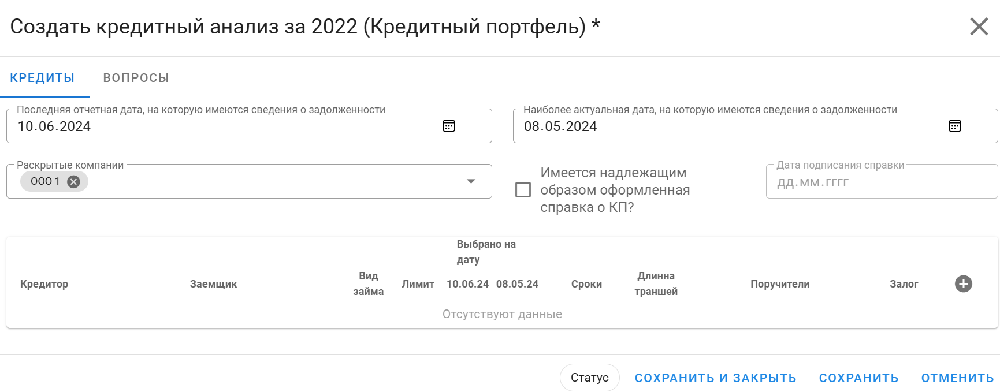 Создать кредитный анализ за 2022 (Кредитный портфель) *
КРЕДИТЫ
ВОПРОСЫ
Последняя отчетная дата, на которую имеются сведения о задолженности
10.06.2024
Наиболее актуальная дата, на которую имеются сведения о задолженности
08.05.2024
Раскрытые компании
ООО 1
Имеется надлежащим
образом оформленная
справка о КП?
Дата подписания справки
дд.мм.гггг
Выбрано на
дату
Кредитор
Заемщик
Вид
займа
Лимит
10.06.24
08.05.24
Сроки
Длинна
траншей
Поручители
Залог
Отсутствуют данные
Статус
СОХРАНИТЬ И ЗАКРЫТЬ
СОХРАНИТЬ
ОТМЕНИТЬ